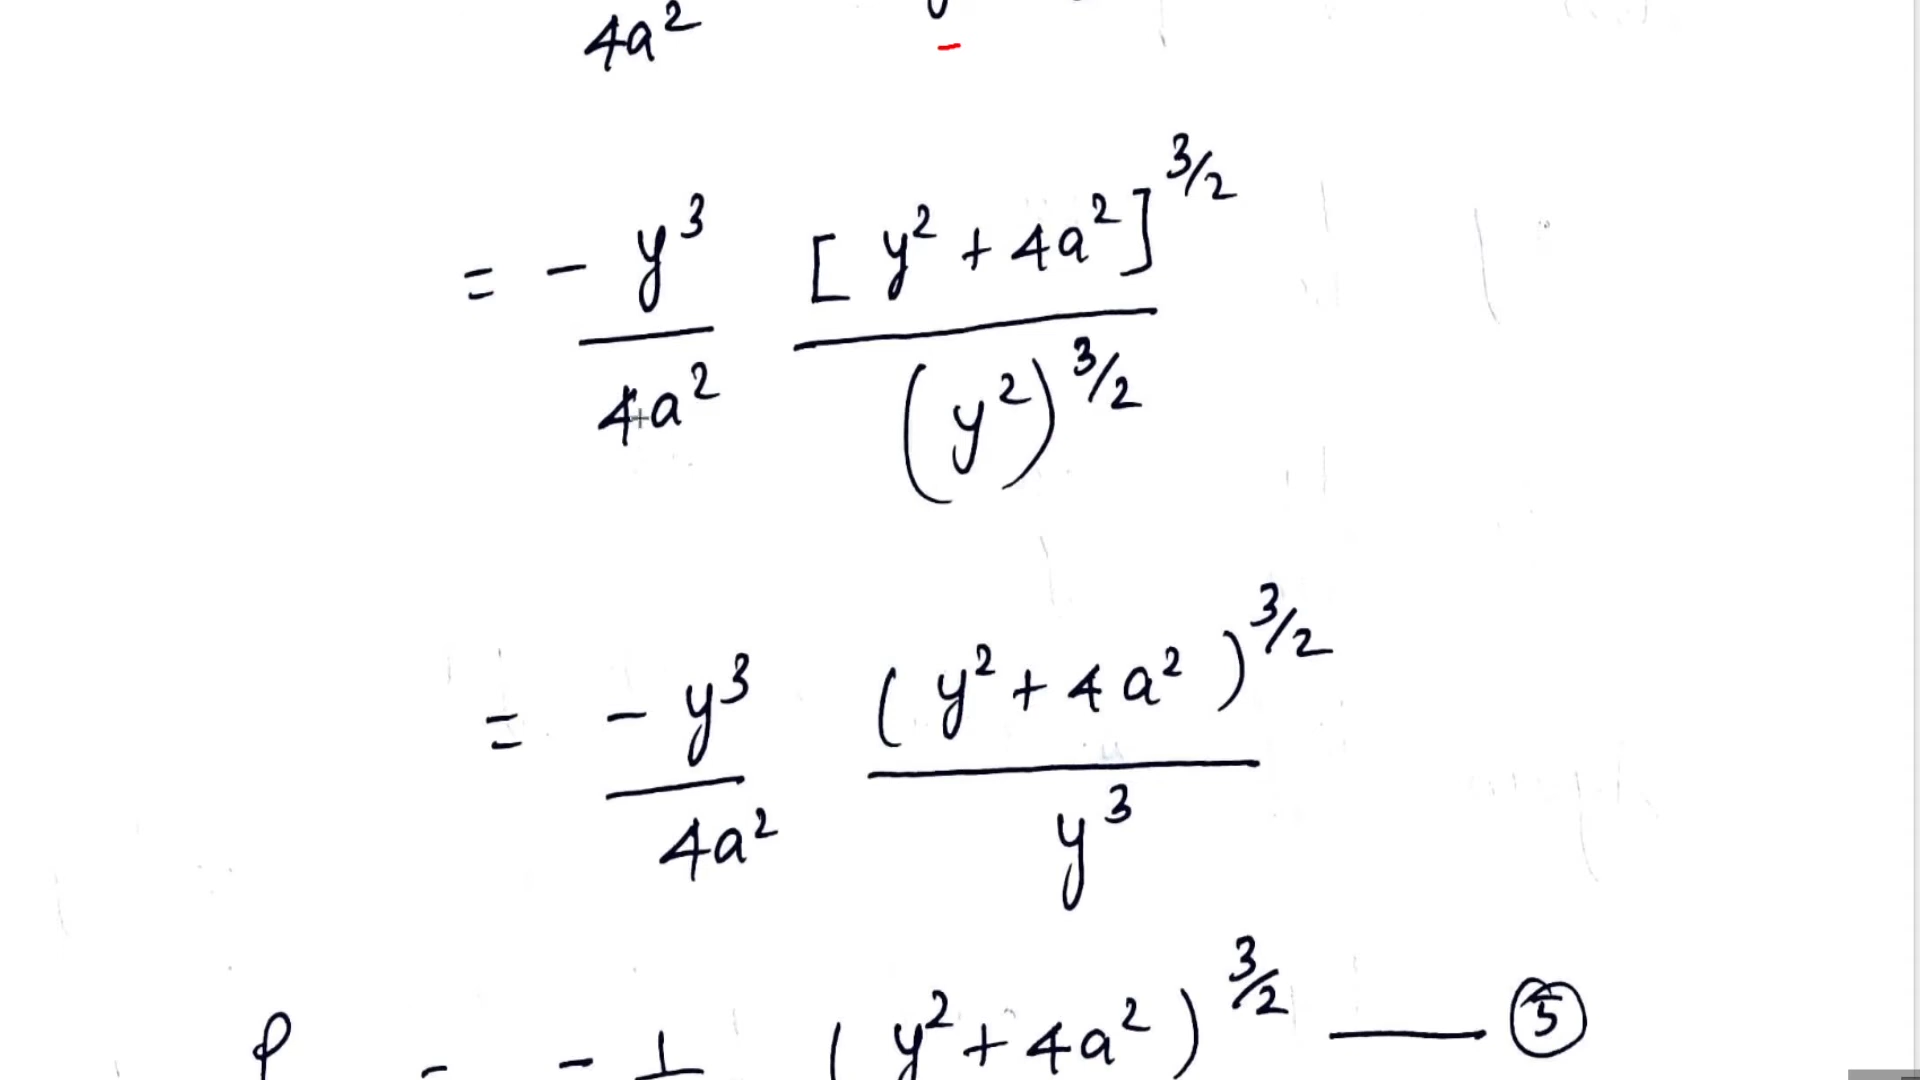 4a²
= - y³/4a² [y² + 4a²]^3/2 / (y²)^3/2
= - y³/4a² (y² + 4a²)^3/2 / y³
ρ = - 1 (y² + 4a²)^3/2 —— ⑤